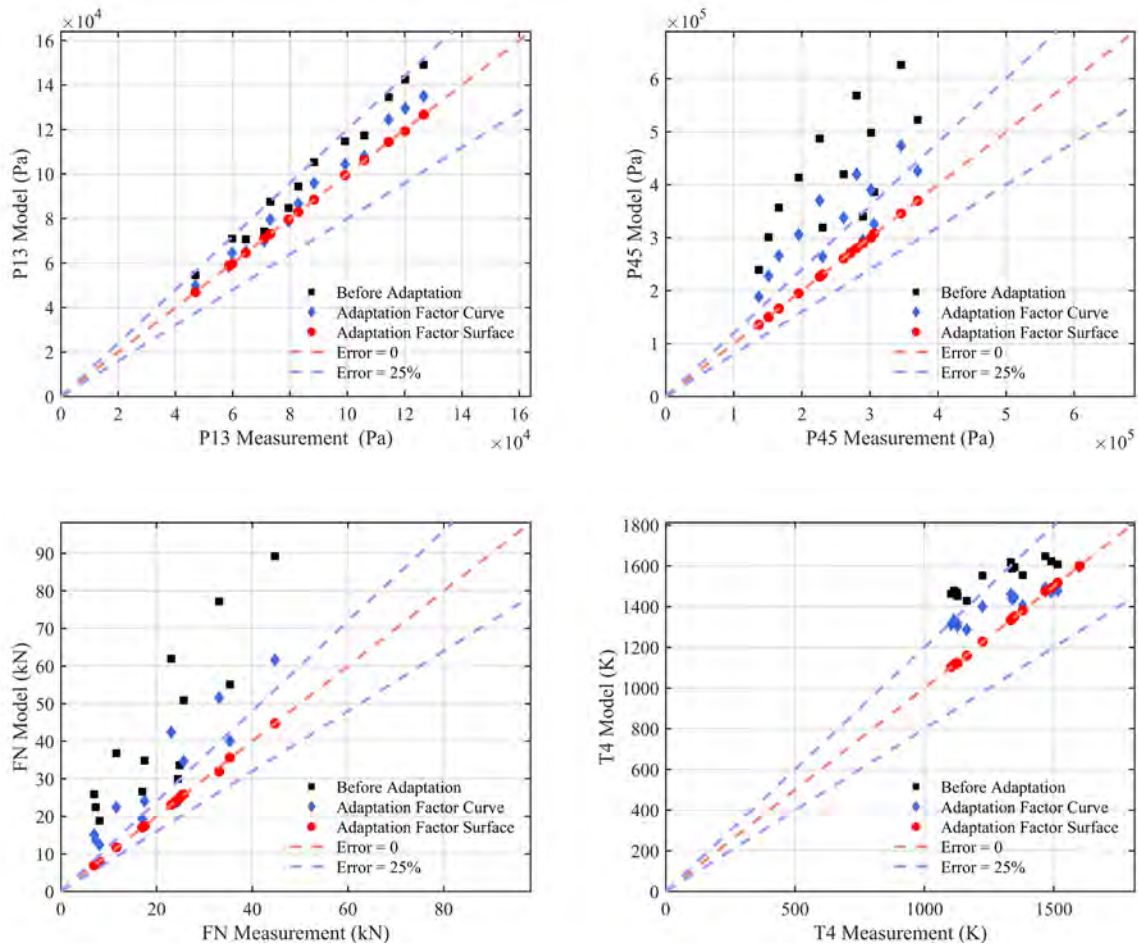 ×10⁴
16
14
12
10
8
6
4
2
0
P13 Model (Pa)
Before Adaptation
Adaptation Factor Curve
Adaptation Factor Surface
Error = 0
Error = 25%
0 2 4 6 8 10 12 14 16
P13 Measurement (Pa)
×10⁴
×10⁵
6
5
4
3
2
1
0
P45 Model (Pa)
Before Adaptation
Adaptation Factor Curve
Adaptation Factor Surface
Error = 0
Error = 25%
0 1 2 3 4 5 6
P45 Measurement (Pa)
×10⁵
90
80
70
60
50
40
30
20
10
0
FN Model (kN)
Before Adaptation
Adaptation Factor Curve
Adaptation Factor Surface
Error = 0
Error = 25%
0 20 40 60 80
FN Measurement (kN)
1800
1600
1400
1200
1000
800
600
400
200
0
T4 Model (K)
Before Adaptation
Adaptation Factor Curve
Adaptation Factor Surface
Error = 0
Error = 25%
0 500 1000 1500
T4 Measurement (K)